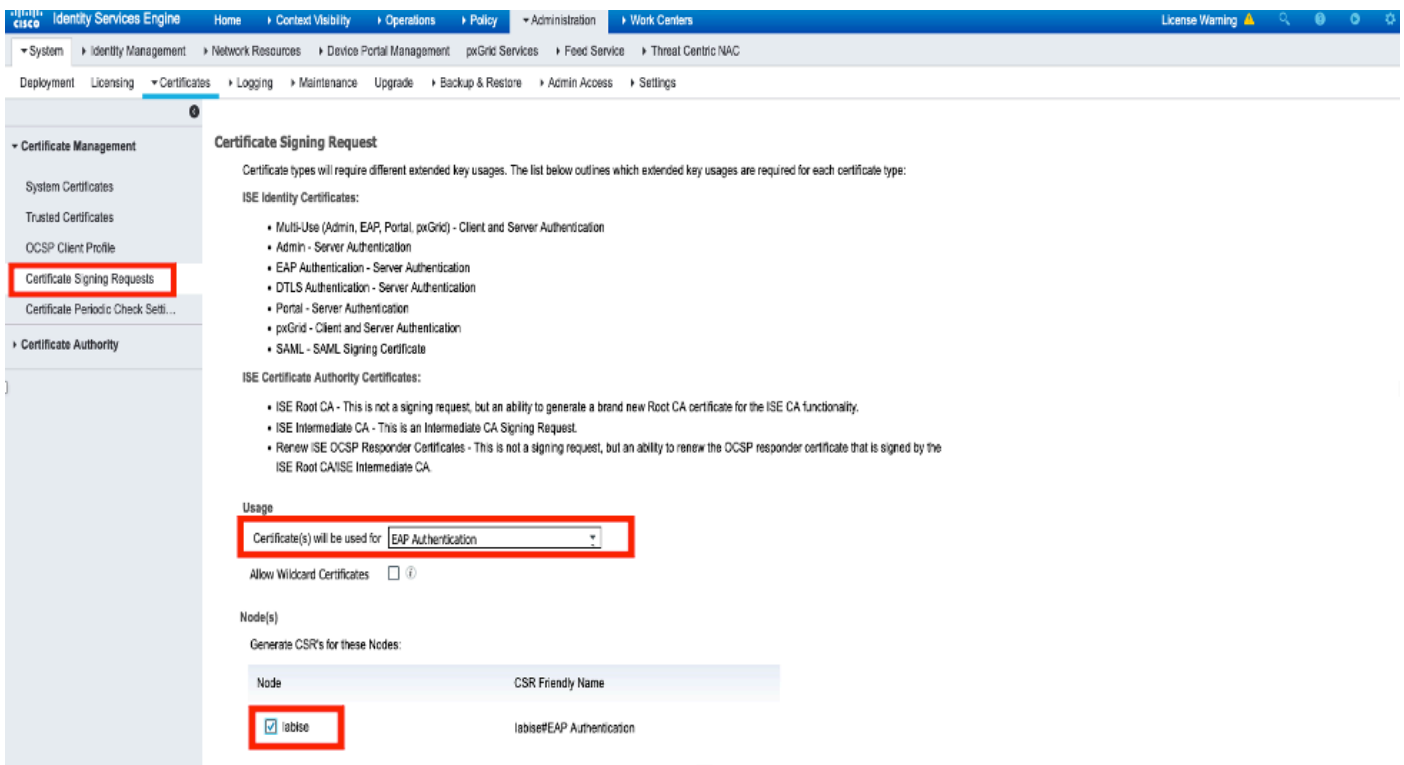 cisco Identity Services Engine Home Context Visibility Operations Policy Administration Work Centers License Warning
System Identity Management Network Resources Device Portal Management pxGrid Services Feed Service Threat Centric NAC
Deployment Licensing Certificates Logging Maintenance Upgrade Backup & Restore Admin Access Settings
Certificate Management
System Certificates
Trusted Certificates
OCSP Client Profile
Certificate Signing Requests
Certificate Periodic Check Setti...
Certificate Authority
Certificate Signing Request
Certificate types will require different extended key usages. The list below outlines which extended key usages are required for each certificate type:
ISE Identity Certificates:
• Multi-Use (Admin, EAP, Portal, pxGrid) - Client and Server Authentication
• Admin - Server Authentication
• EAP Authentication - Server Authentication
• DTLS Authentication - Server Authentication
• Portal - Server Authentication
• pxGrid - Client and Server Authentication
• SAML - SAML Signing Certificate
ISE Certificate Authority Certificates:
• ISE Root CA - This is not a signing request, but an ability to generate a brand new Root CA certificate for the ISE CA functionality.
• ISE Intermediate CA - This is an Intermediate CA Signing Request.
• Renew ISE OCSP Responder Certificates - This is not a signing request, but an ability to renew the OCSP responder certificate that is signed by the
ISE Root CA/ISE Intermediate CA.
Usage
Certificate(s) will be used for EAP Authentication
Allow Wildcard Certificates
Node(s)
Generate CSR's for these Nodes:
Node CSR Friendly Name
labise labise#EAP Authentication